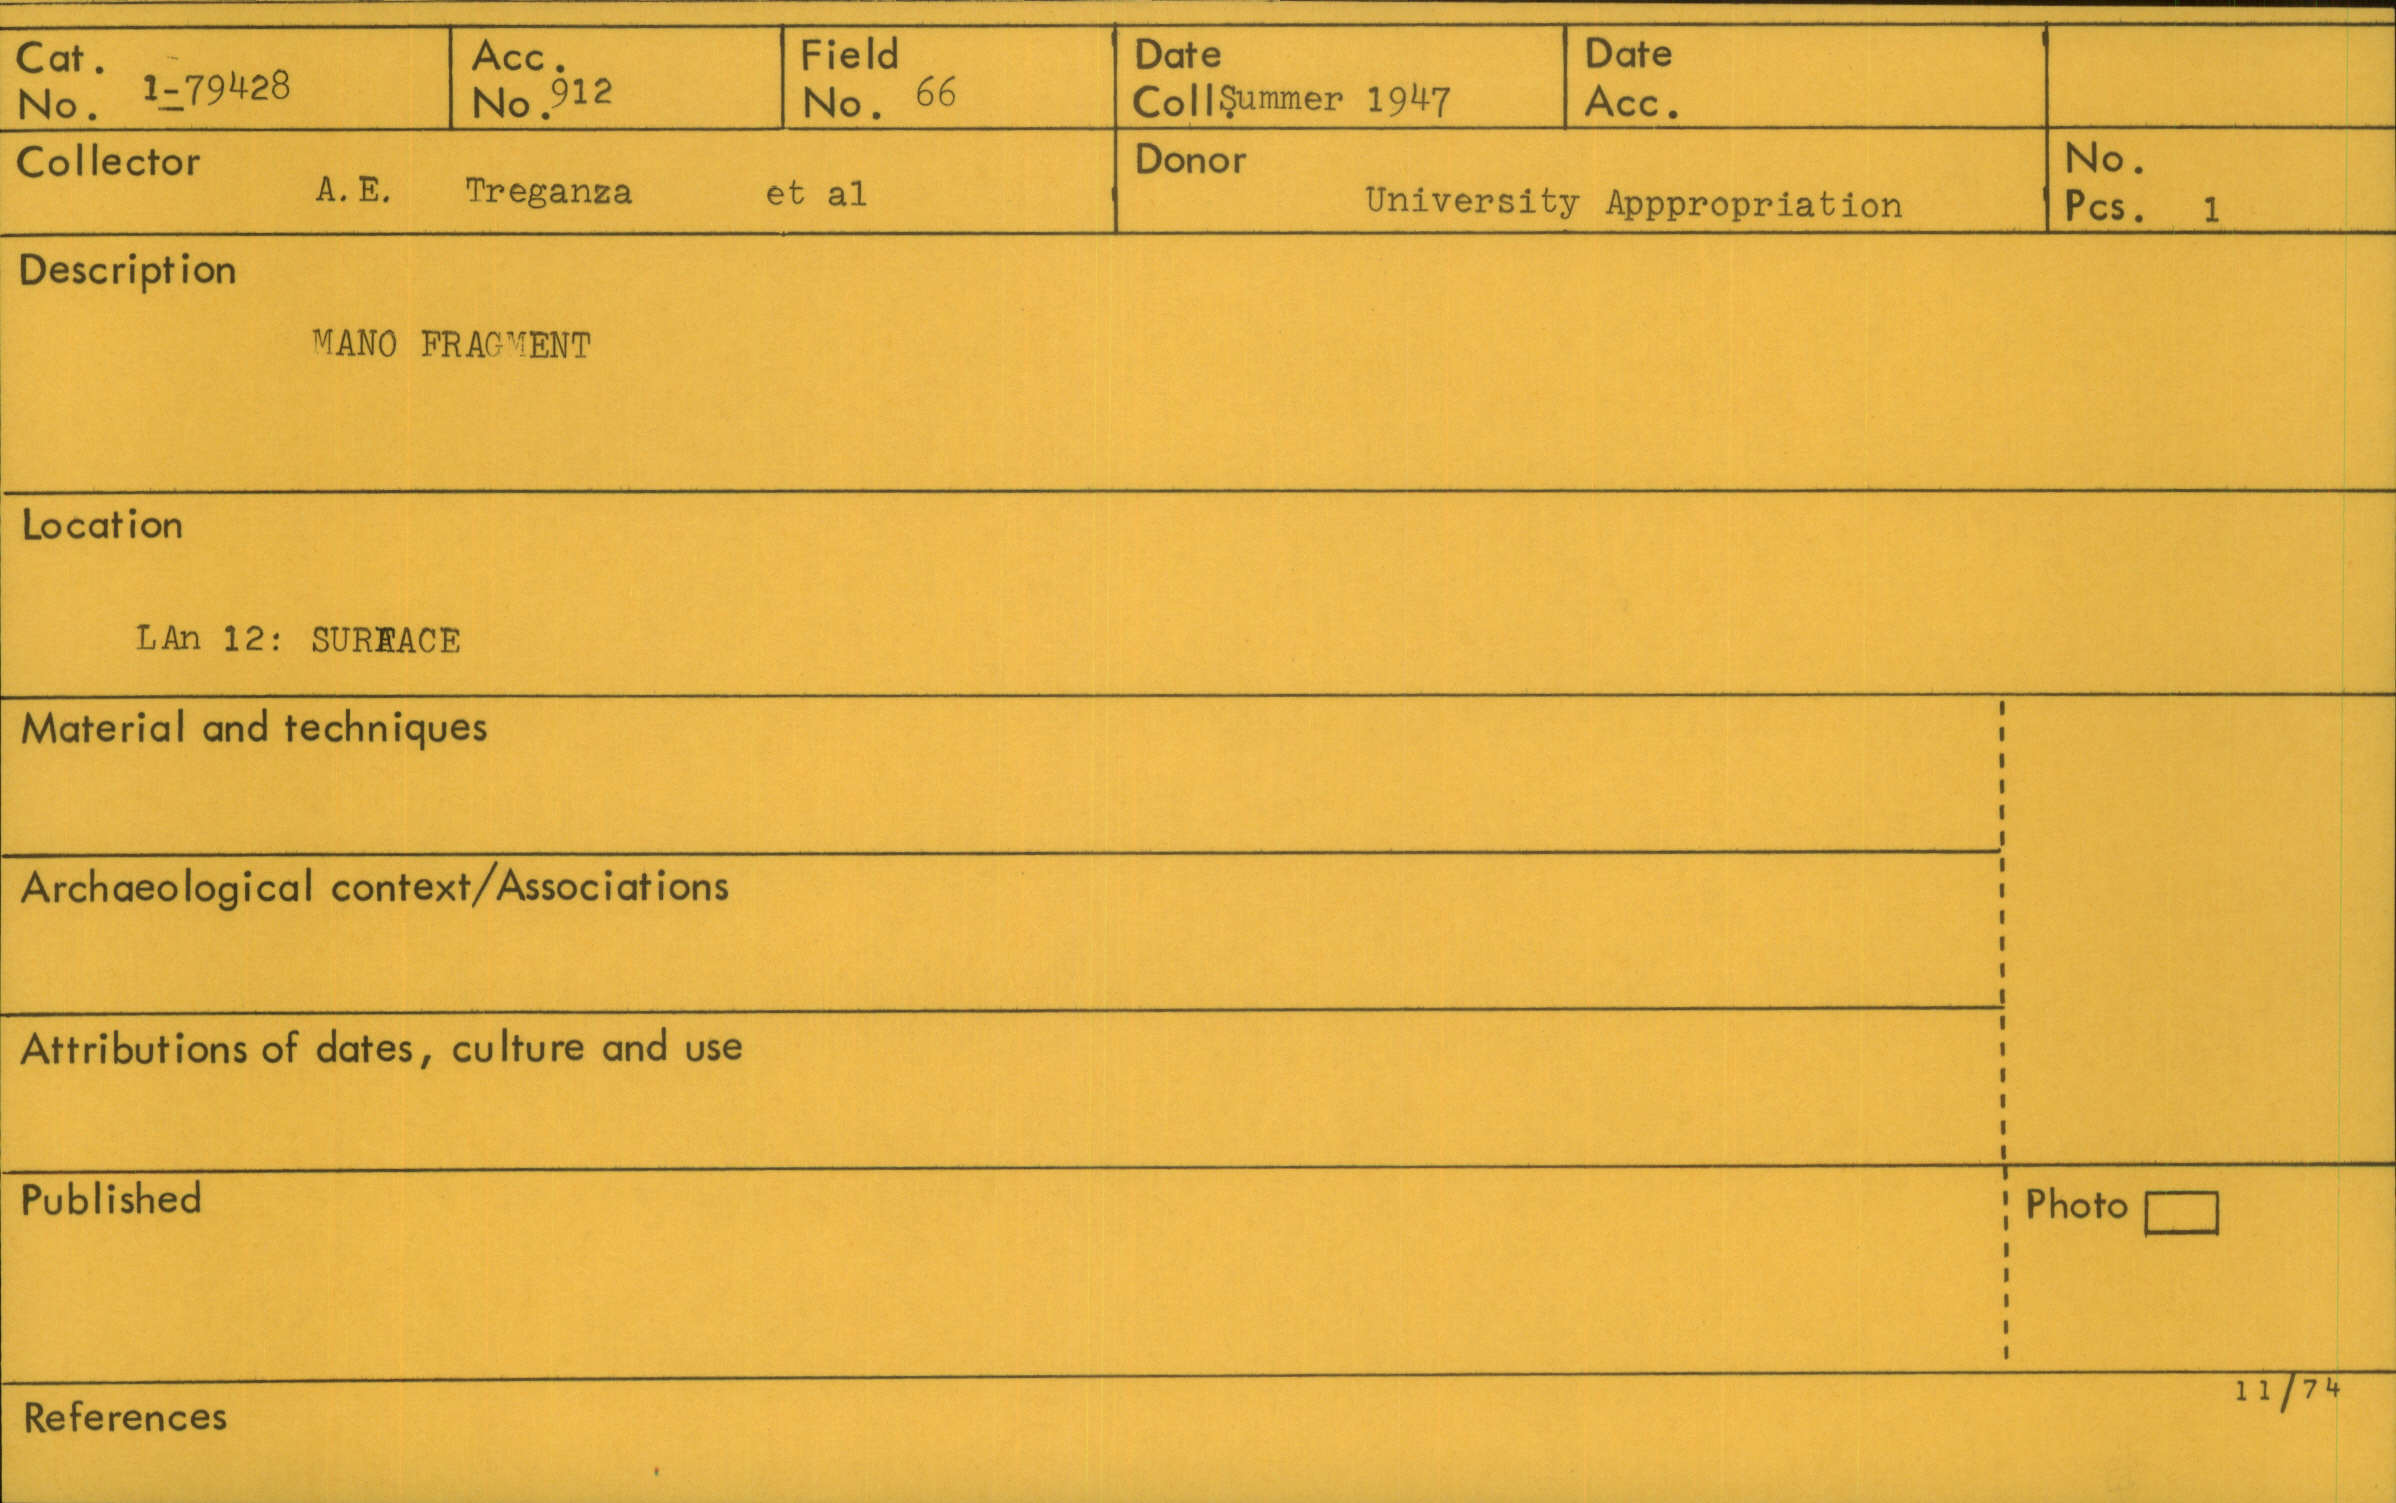 Cat. No. 1-79428
Acc. No. 912
Field No. 66
Date Coll. Summer 1947
Date Acc.
Collector A.E. Treganza et al
Donor University Apppropriation
No. Pcs. 1
Description
MANO FRAGMENT
Location
LAn 12: SURFACE
Material and techniques
Archaeological context/Associations
Attributions of dates, culture and use
Published
Photo
11/74
References